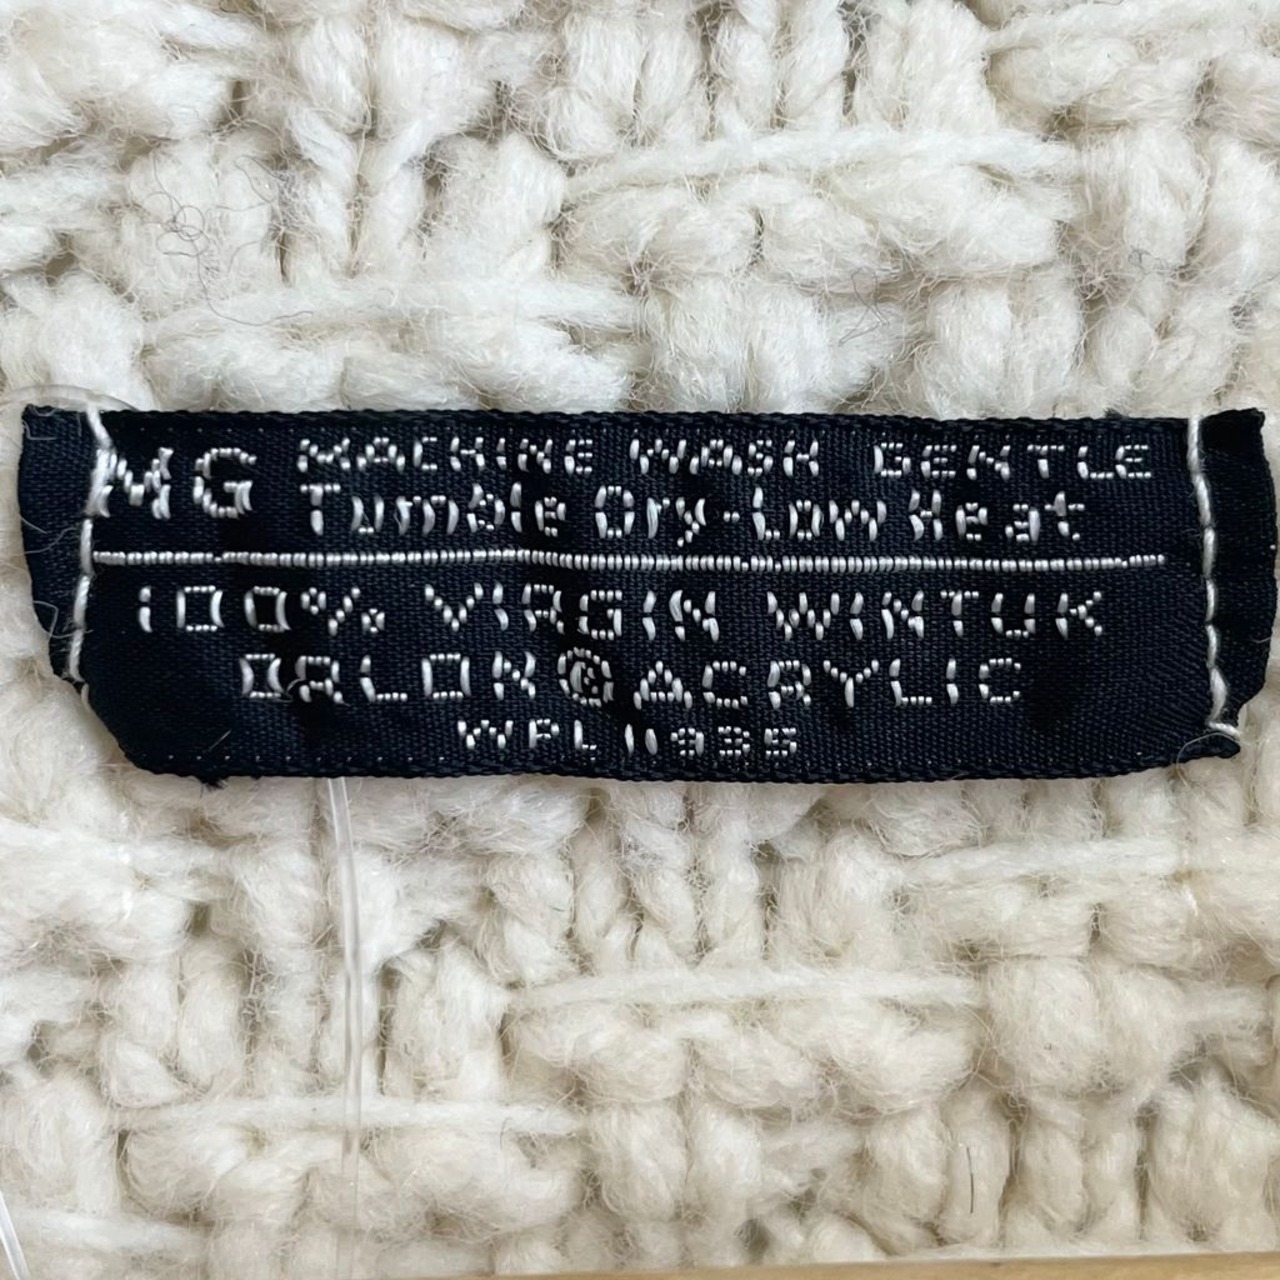 MG MACHINE WASH GENTLE
Tumble Dry-Low Heat
100% VIRGIN WINTUK
ORLON® ACRYLIC
WPL 11935